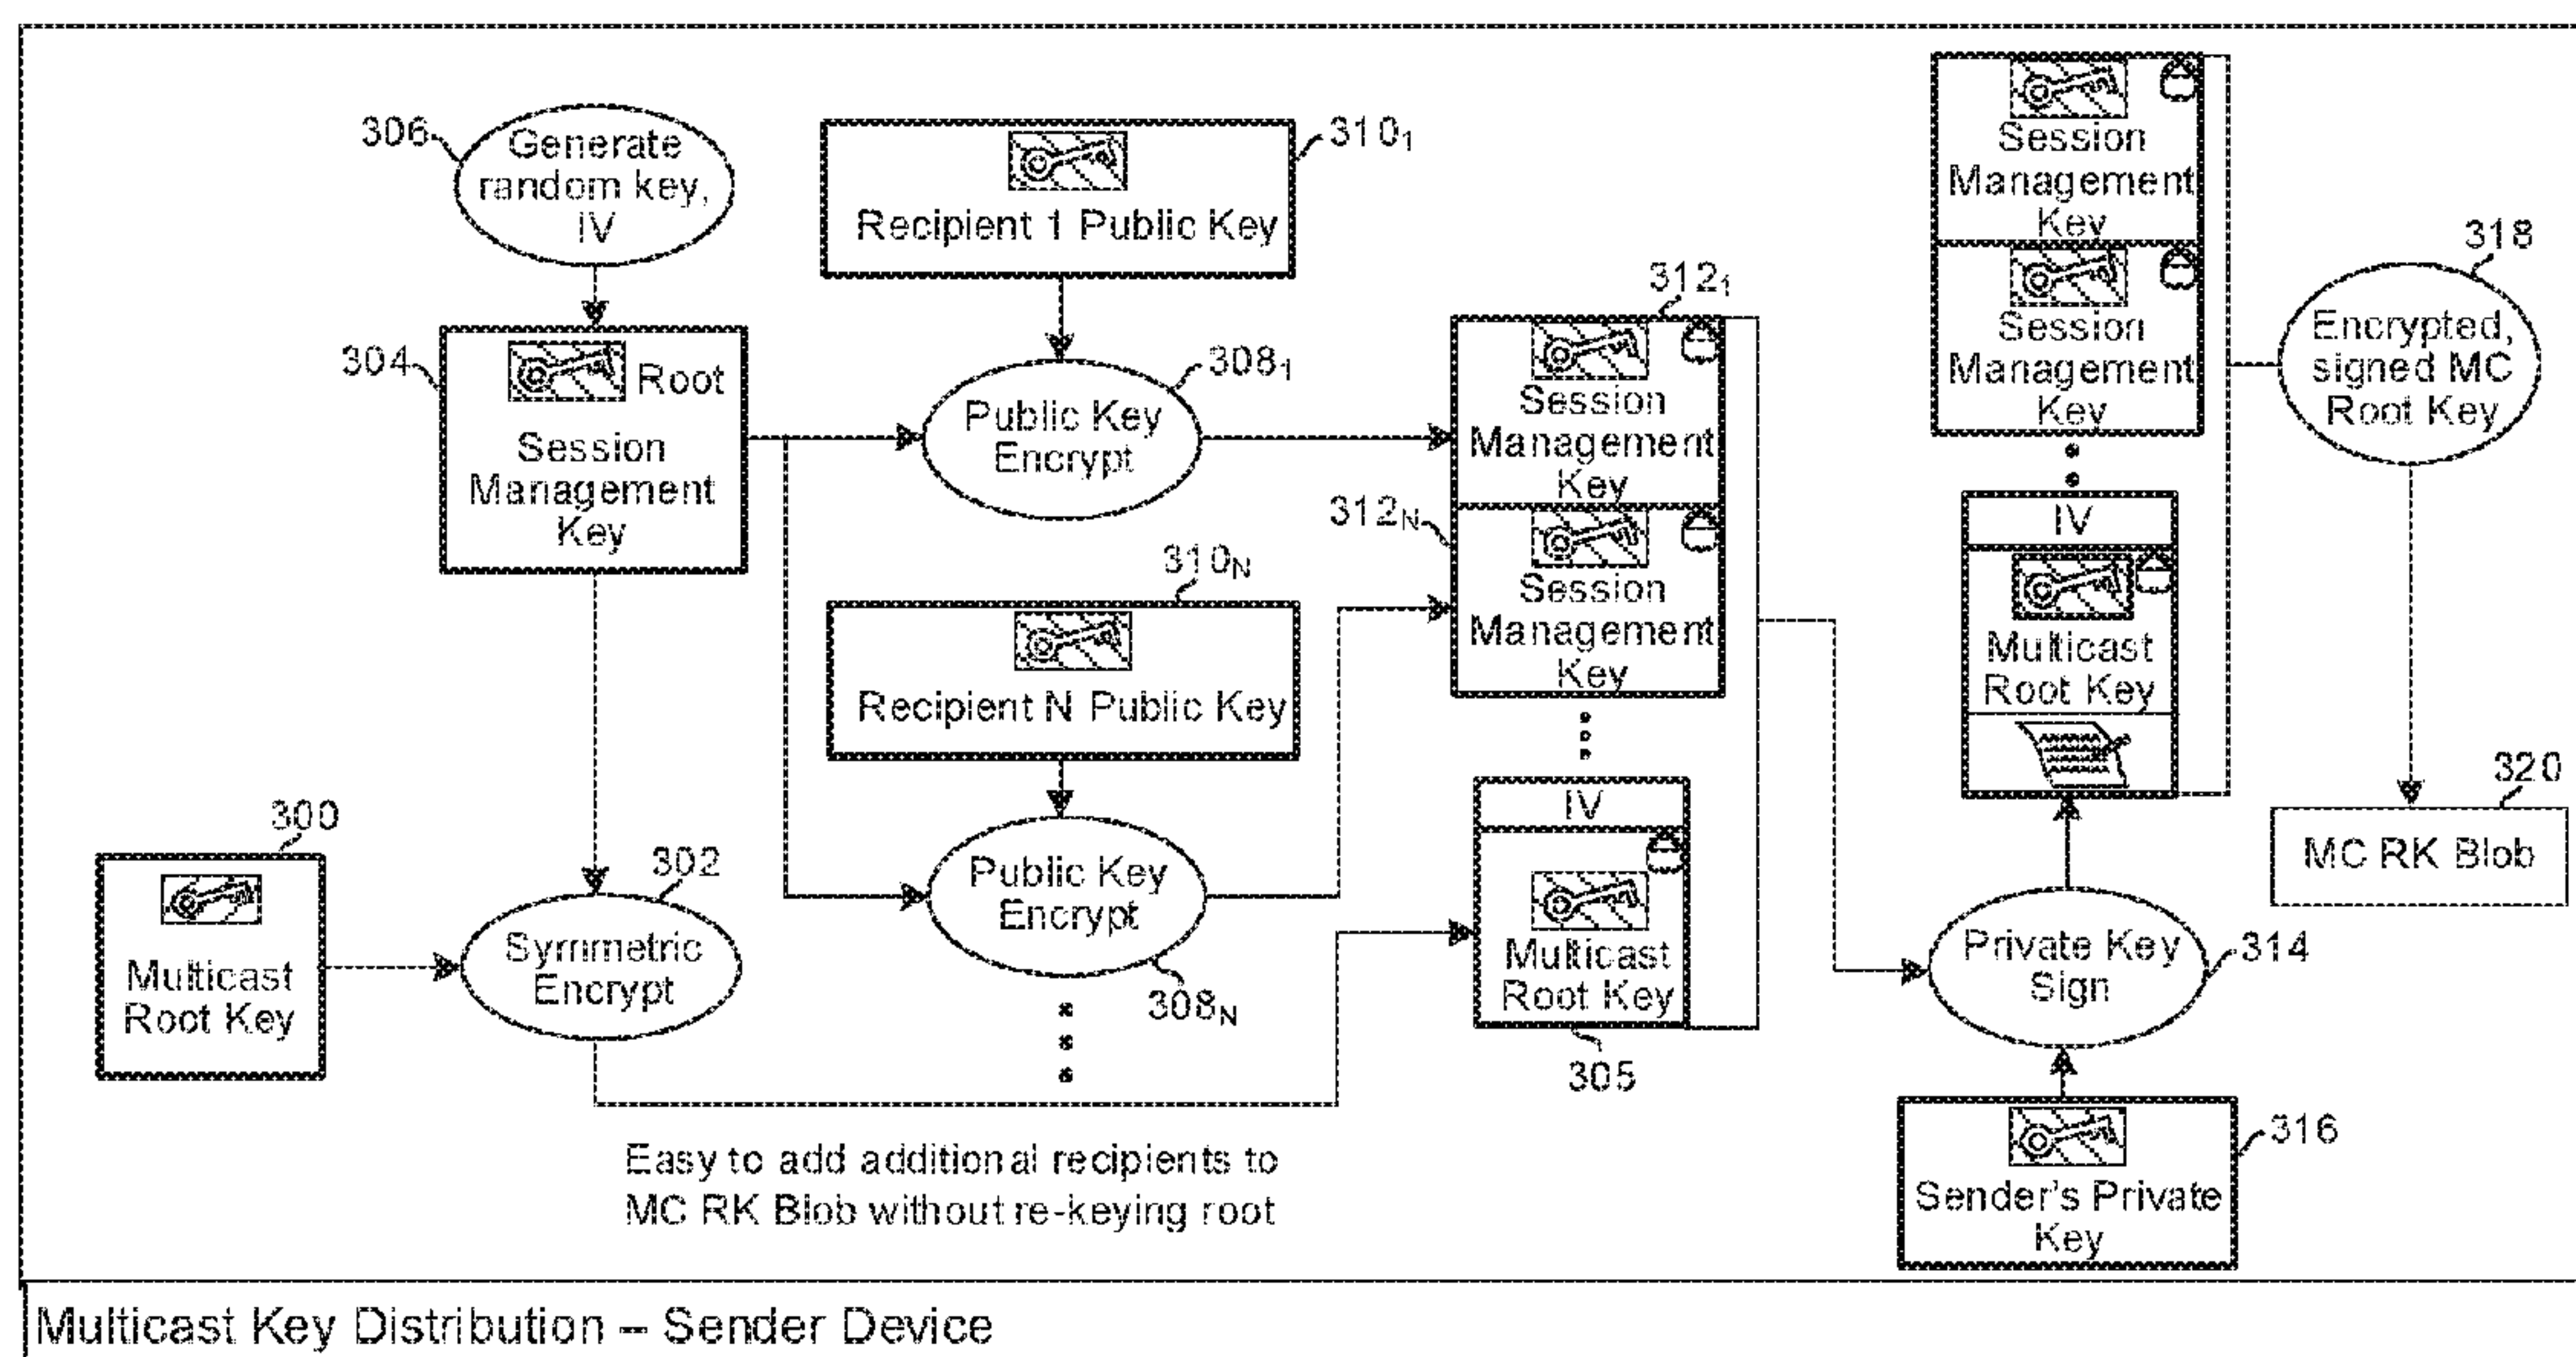 306
Generate
random key,
IV
310₁
Recipient 1 Public Key
304
Root
Session
Management
Key
308₁
Public Key
Encrypt
310N
Recipient N Public Key
308N
Public Key
Encrypt
300
Multicast
Root Key
302
Symmetric
Encrypt
312₁
Session
Management
Key
312N
Session
Management
Key
IV
Multicast
Root Key
305
Session
Management
Key
Session
Management
Key
IV
Multicast
Root Key
318
Encrypted,
signed MC
Root Key
320
MC RK Blob
Private Key
Sign
314
316
Sender's Private
Key
Easy to add additional recipients to
MC RK Blob without re-keying root
Multicast Key Distribution – Sender Device